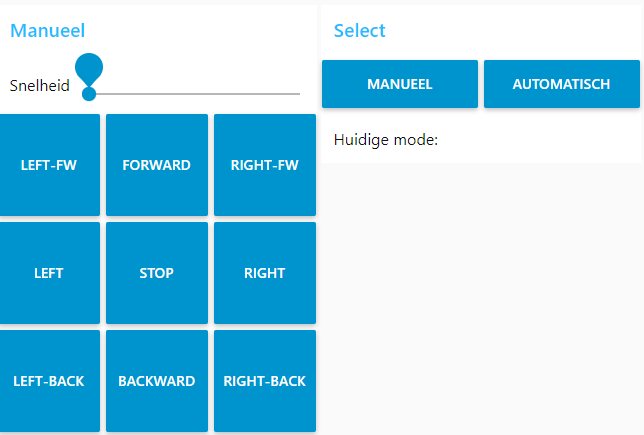 Manueel
Snelheid
LEFT-FW FORWARD RIGHT-FW
LEFT STOP RIGHT
LEFT-BACK BACKWARD RIGHT-BACK
Select
MANUEEL AUTOMATISCH
Huidige mode: